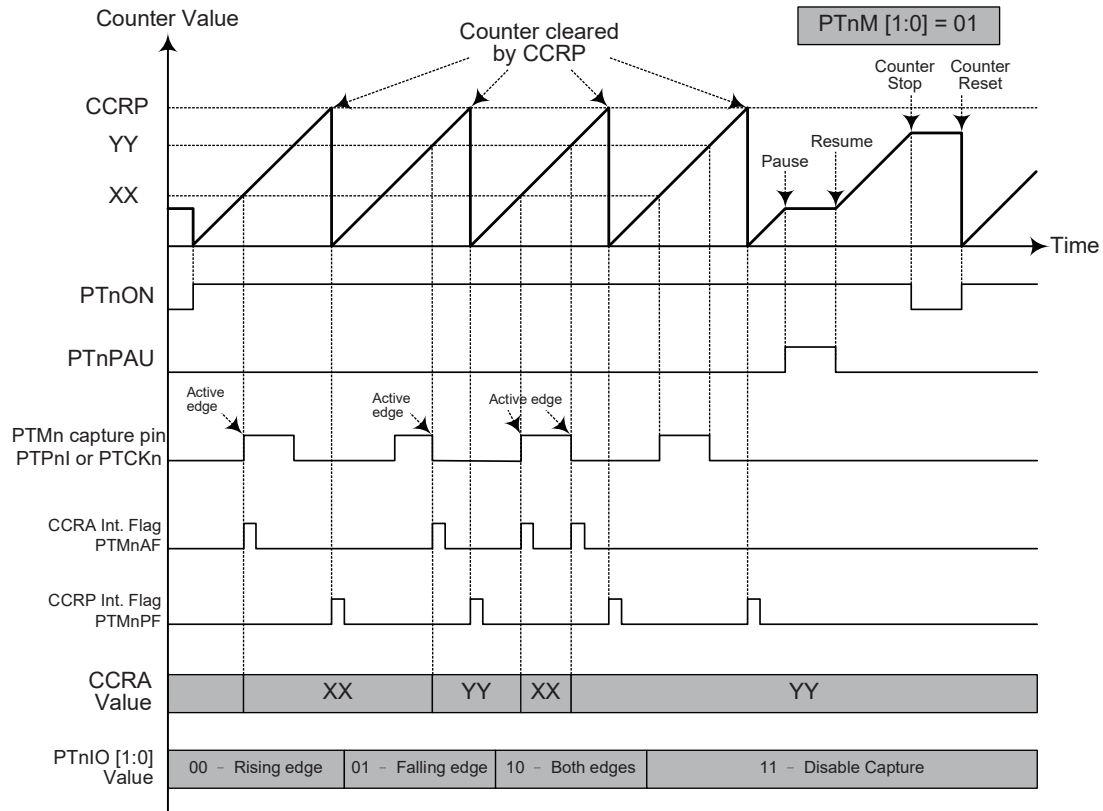 Counter Value
PTnM [1:0] = 01
Counter cleared
by CCRP
Counter
Stop
Counter
Reset
CCRP
YY
XX
Pause
Resume
Time
PTnON
PTnPAU
Active
edge
Active
edge
Active edge
PTMn capture pin
PTPnI or PTCKn
CCRA Int. Flag
PTMnAF
CCRP Int. Flag
PTMnPF
CCRA
Value
XX
YY
XX
YY
PTnIO [1:0]
Value
00 - Rising edge
01 - Falling edge
10 - Both edges
11 - Disable Capture